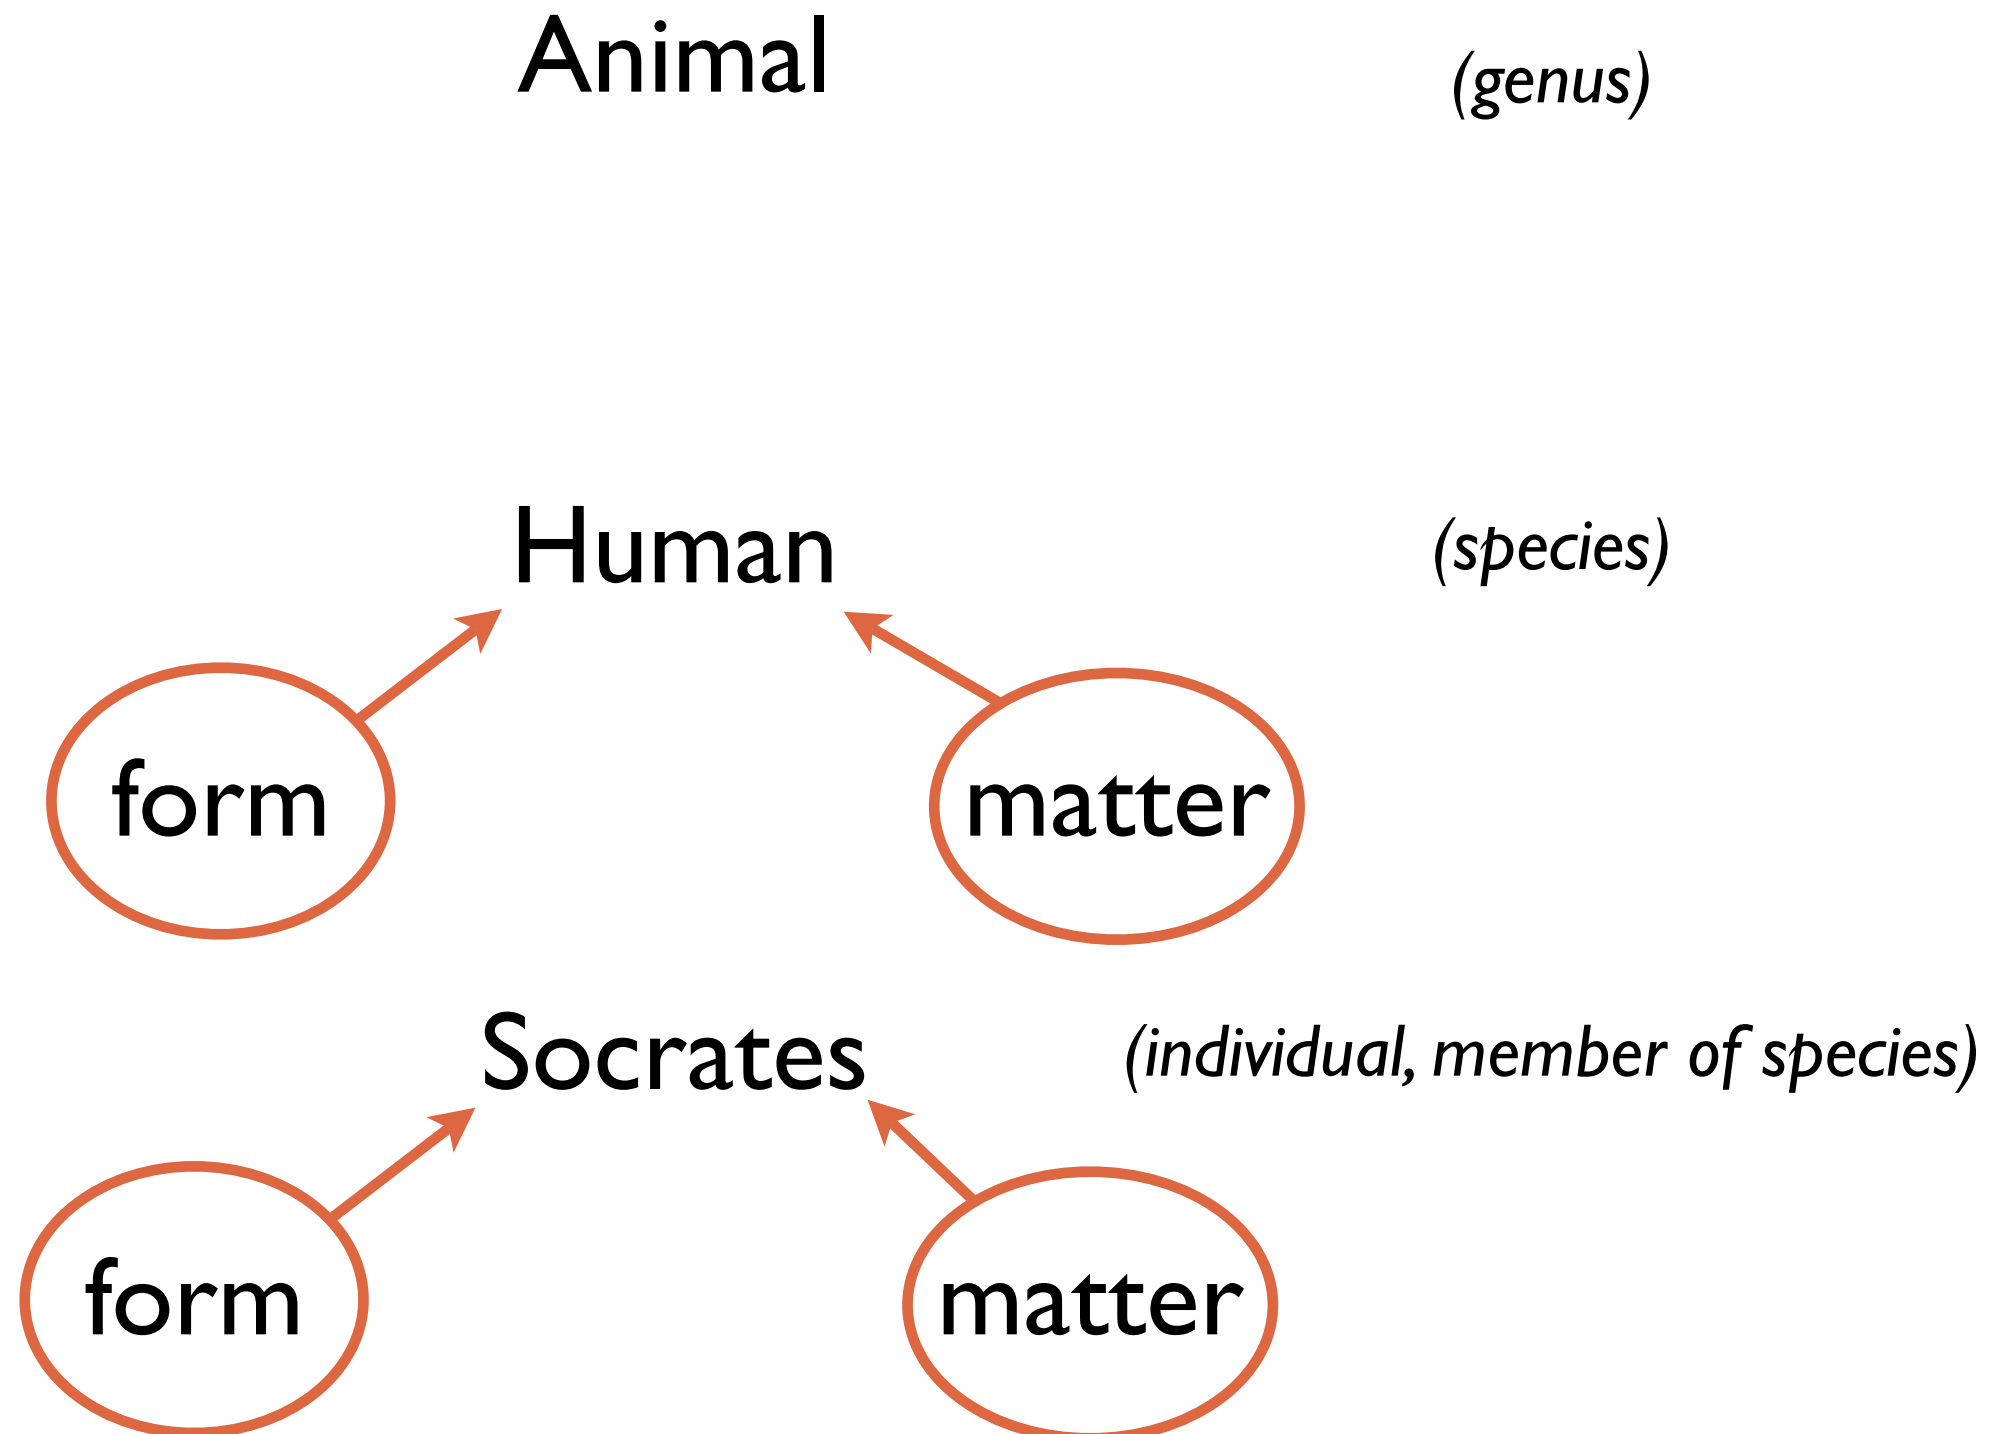 Animal (genus)
Human (species)
form matter
Socrates (individual, member of species)
form matter